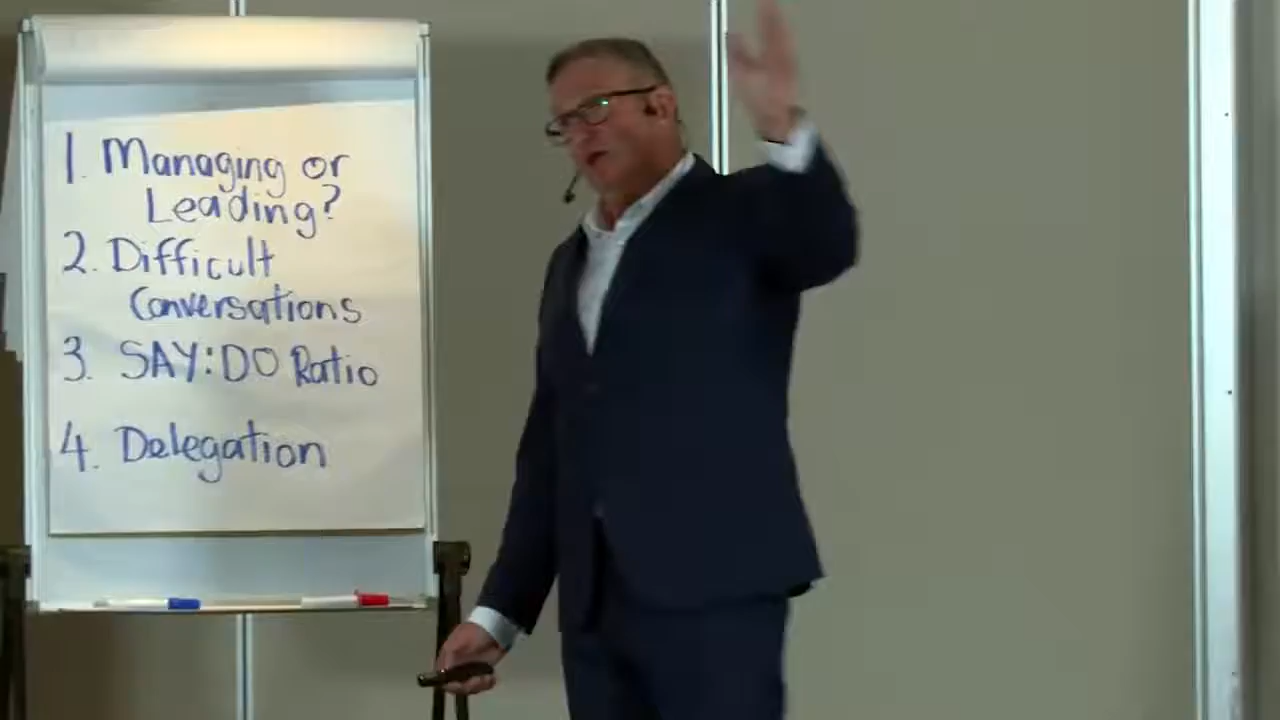 1. Managing or
Leading?
2. Difficult
Conversations
3. SAY:DO Ratio
4. Delegation